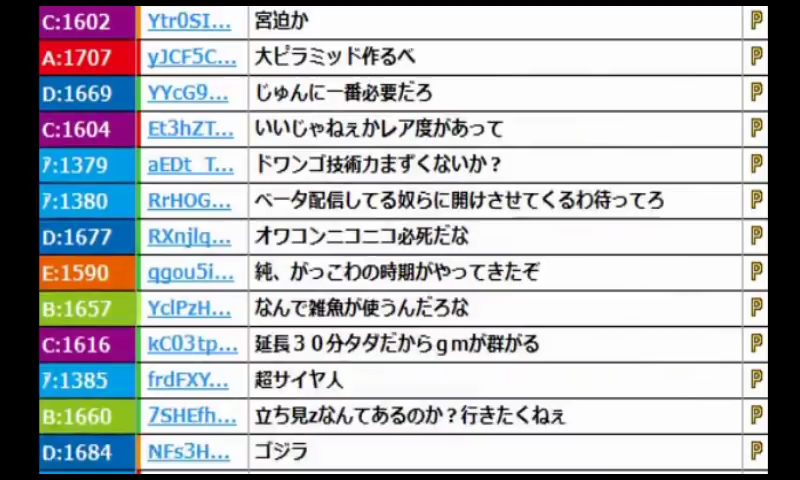 C:1602 Ytr0SI... 宮迫か P
A:1707 yJCF5C... 大ピラミッド作るべ P
D:1669 YYcG9... じゅんに一番必要だろ P
C:1604 Et3hZT... いいじゃねぇかレア度があって P
ｱ:1379 aEDt_T... ドワンゴ技術力まずくないか？ P
ｱ:1380 RrHOG... ベータ配信してる奴らに開けさせてくるわ待ってろ P
D:1677 RXnjlq... オワコンニコニコ必死だな P
E:1590 qgou5i... 純、がっこわの時期がやってきたぞ P
B:1657 YclPzH... なんで雑魚が使うんだろな P
C:1616 kC03tp... 延長３０分タダだからｇｍが群がる P
ｱ:1385 frdFXY... 超サイヤ人 P
B:1660 7SHEfh... 立ち見zなんてあるのか？行きたくねぇ P
D:1684 NFs3H... ゴジラ P